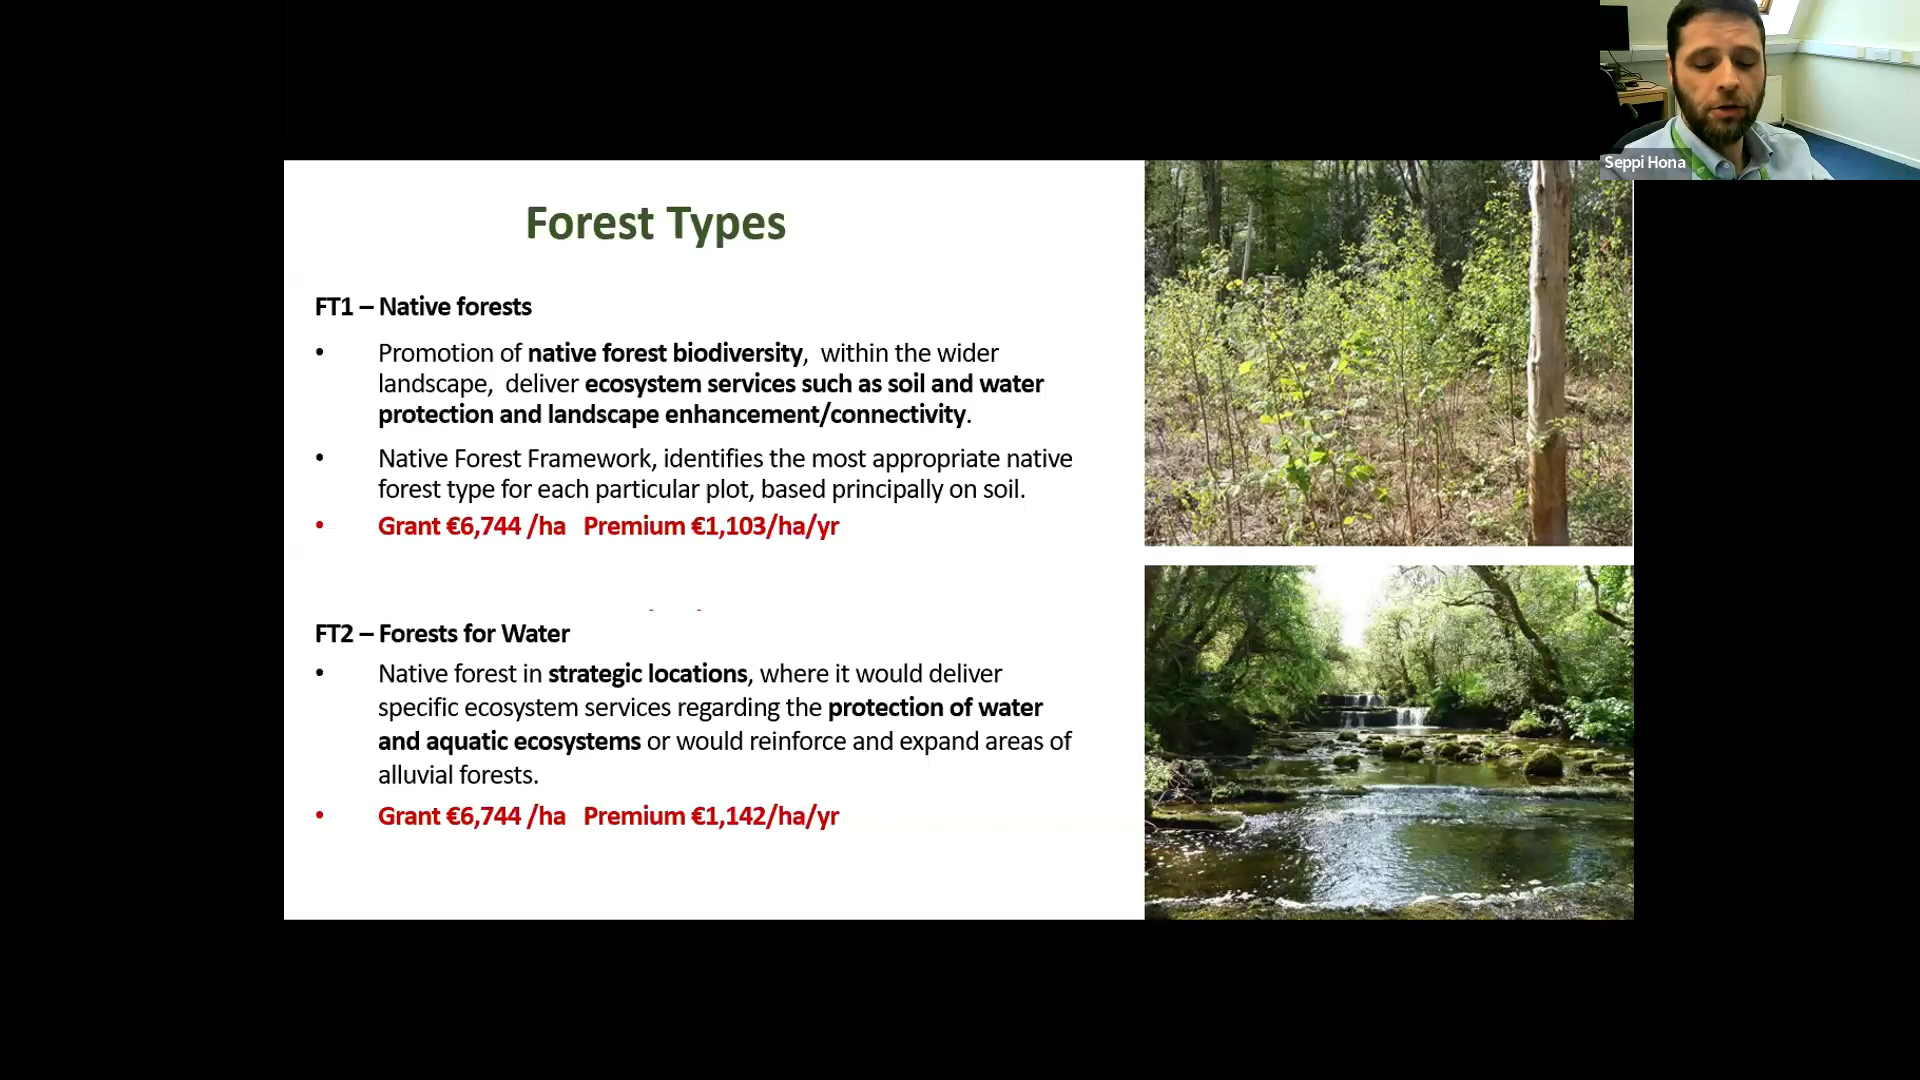 Seppi Hona
Forest Types
FT1 – Native forests
• Promotion of native forest biodiversity, within the wider
landscape, deliver ecosystem services such as soil and water
protection and landscape enhancement/connectivity.
• Native Forest Framework, identifies the most appropriate native
forest type for each particular plot, based principally on soil.
• Grant €6,744 /ha Premium €1,103/ha/yr
FT2 – Forests for Water
• Native forest in strategic locations, where it would deliver
specific ecosystem services regarding the protection of water
and aquatic ecosystems or would reinforce and expand areas of
alluvial forests.
• Grant €6,744 /ha Premium €1,142/ha/yr